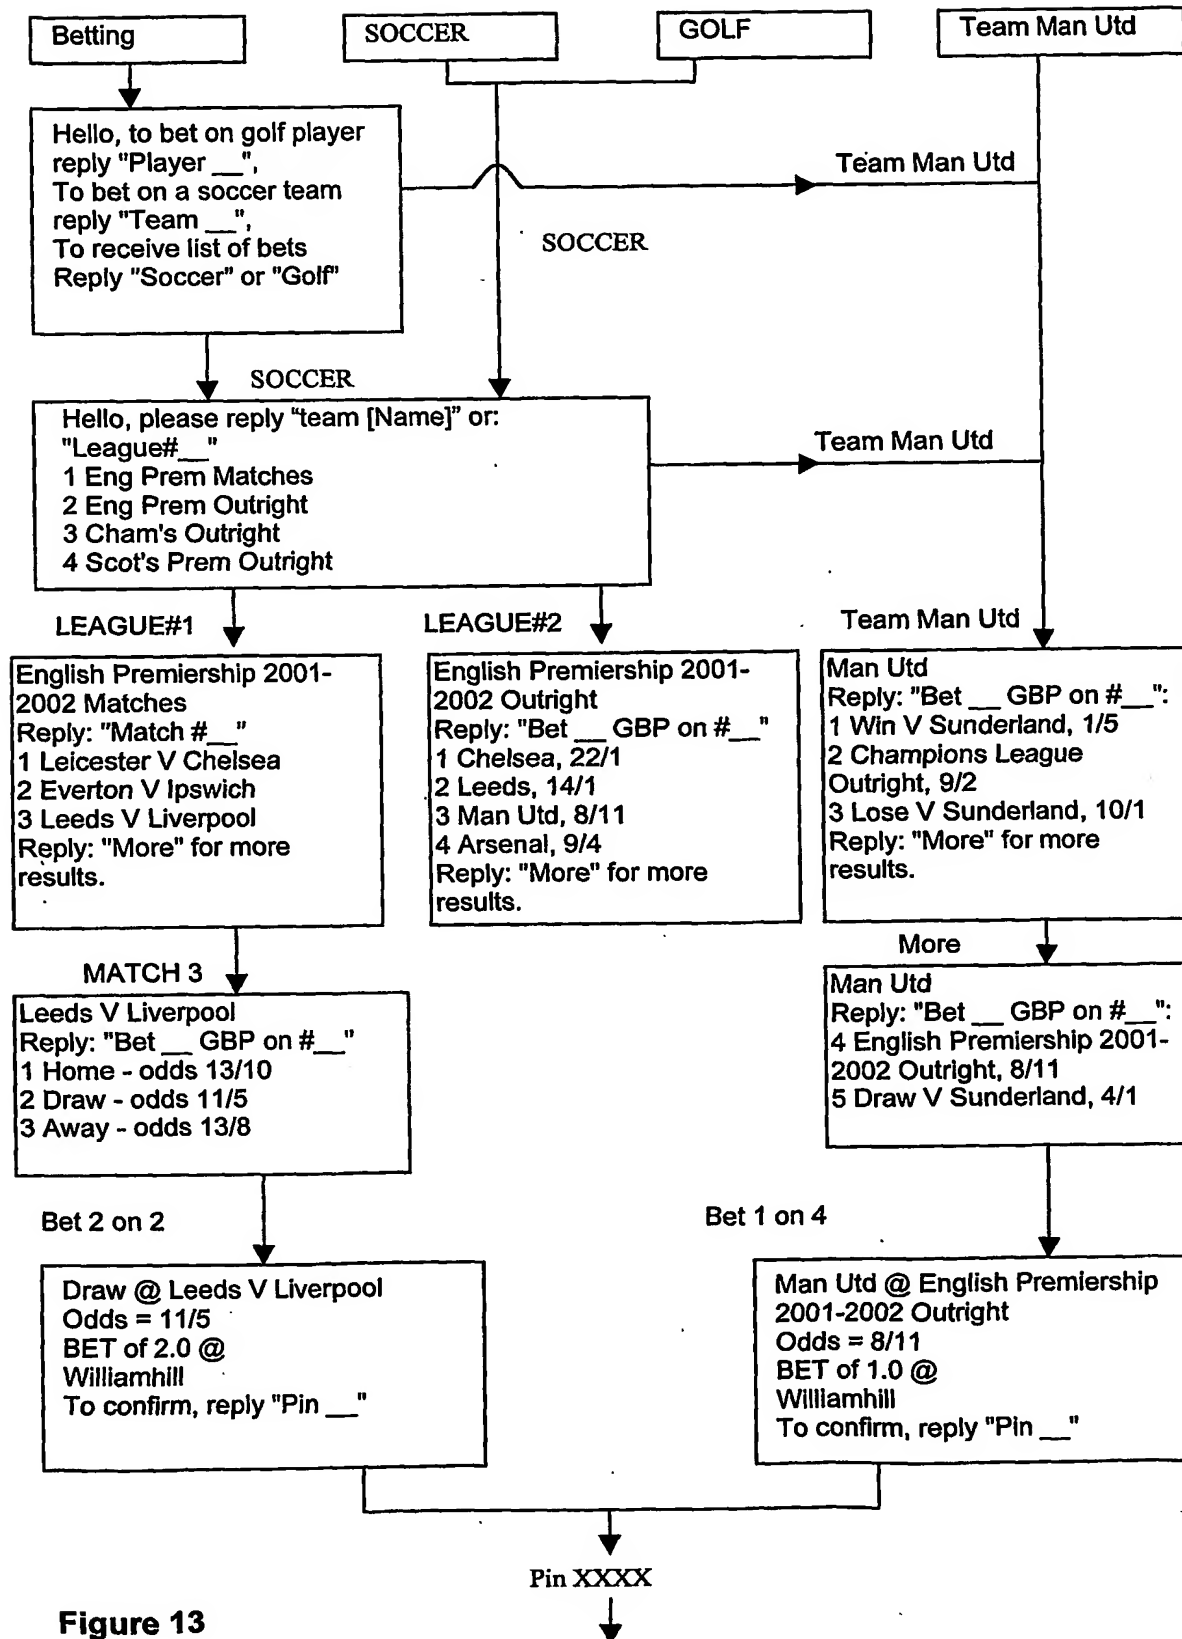 Betting
SOCCER
GOLF
Team Man Utd
Hello, to bet on golf player
reply "Player __",
To bet on a soccer team
reply "Team __",
To receive list of bets
Reply "Soccer" or "Golf"
Team Man Utd
SOCCER
SOCCER
Hello, please reply “team [Name]” or:
"League#__"
1 Eng Prem Matches
2 Eng Prem Outright
3 Cham's Outright
4 Scot's Prem Outright
Team Man Utd
LEAGUE#1
English Premiership 2001-
2002 Matches
Reply: "Match #__"
1 Leicester V Chelsea
2 Everton V Ipswich
3 Leeds V Liverpool
Reply: "More" for more
results.
LEAGUE#2
English Premiership 2001-
2002 Outright
Reply: "Bet __ GBP on #__"
1 Chelsea, 22/1
2 Leeds, 14/1
3 Man Utd, 8/11
4 Arsenal, 9/4
Reply: "More" for more
results.
Team Man Utd
Man Utd
Reply: "Bet __ GBP on #__":
1 Win V Sunderland, 1/5
2 Champions League
Outright, 9/2
3 Lose V Sunderland, 10/1
Reply: "More" for more
results.
MATCH 3
Leeds V Liverpool
Reply: "Bet __ GBP on #__"
1 Home - odds 13/10
2 Draw - odds 11/5
3 Away - odds 13/8
More
Man Utd
Reply: "Bet __ GBP on #__":
4 English Premiership 2001-
2002 Outright, 8/11
5 Draw V Sunderland, 4/1
Bet 2 on 2
Draw @ Leeds V Liverpool
Odds = 11/5
BET of 2.0 @
Williamhill
To confirm, reply "Pin __"
Bet 1 on 4
Man Utd @ English Premiership
2001-2002 Outright
Odds = 8/11
BET of 1.0 @
Williamhill
To confirm, reply "Pin __"
Pin XXXX
Figure 13